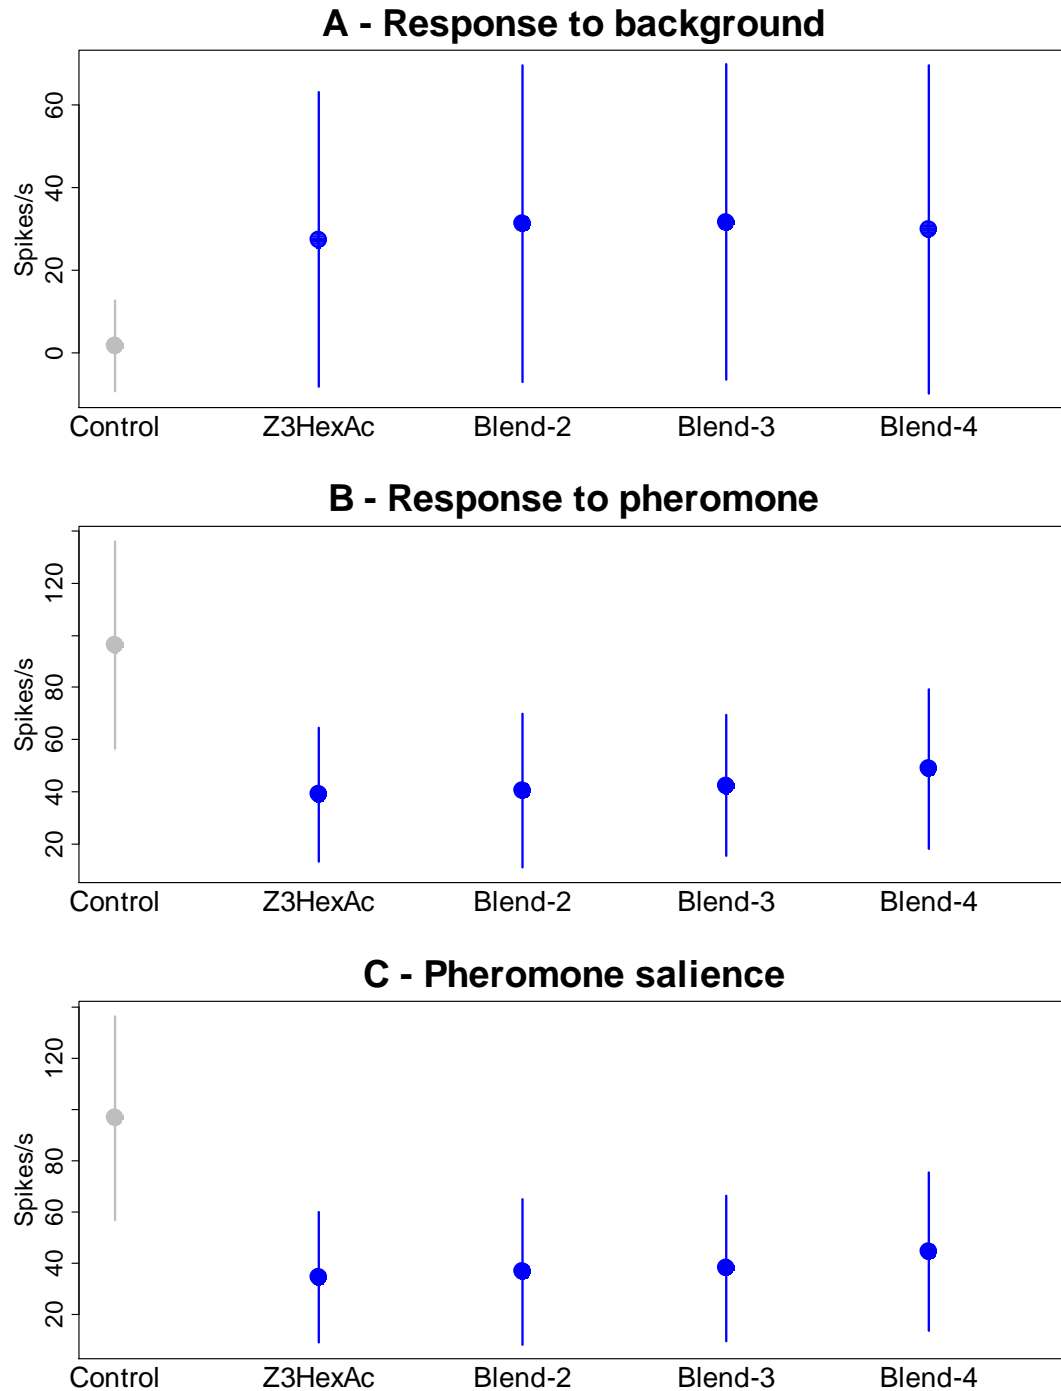 A - Response to background
Spikes/s
60
40
20
0
Control Z3HexAc Blend-2 Blend-3 Blend-4
B - Response to pheromone
Spikes/s
120
80
60
40
20
Control Z3HexAc Blend-2 Blend-3 Blend-4
C - Pheromone salience
Spikes/s
120
80
60
40
20
Control Z3HexAc Blend-2 Blend-3 Blend-4